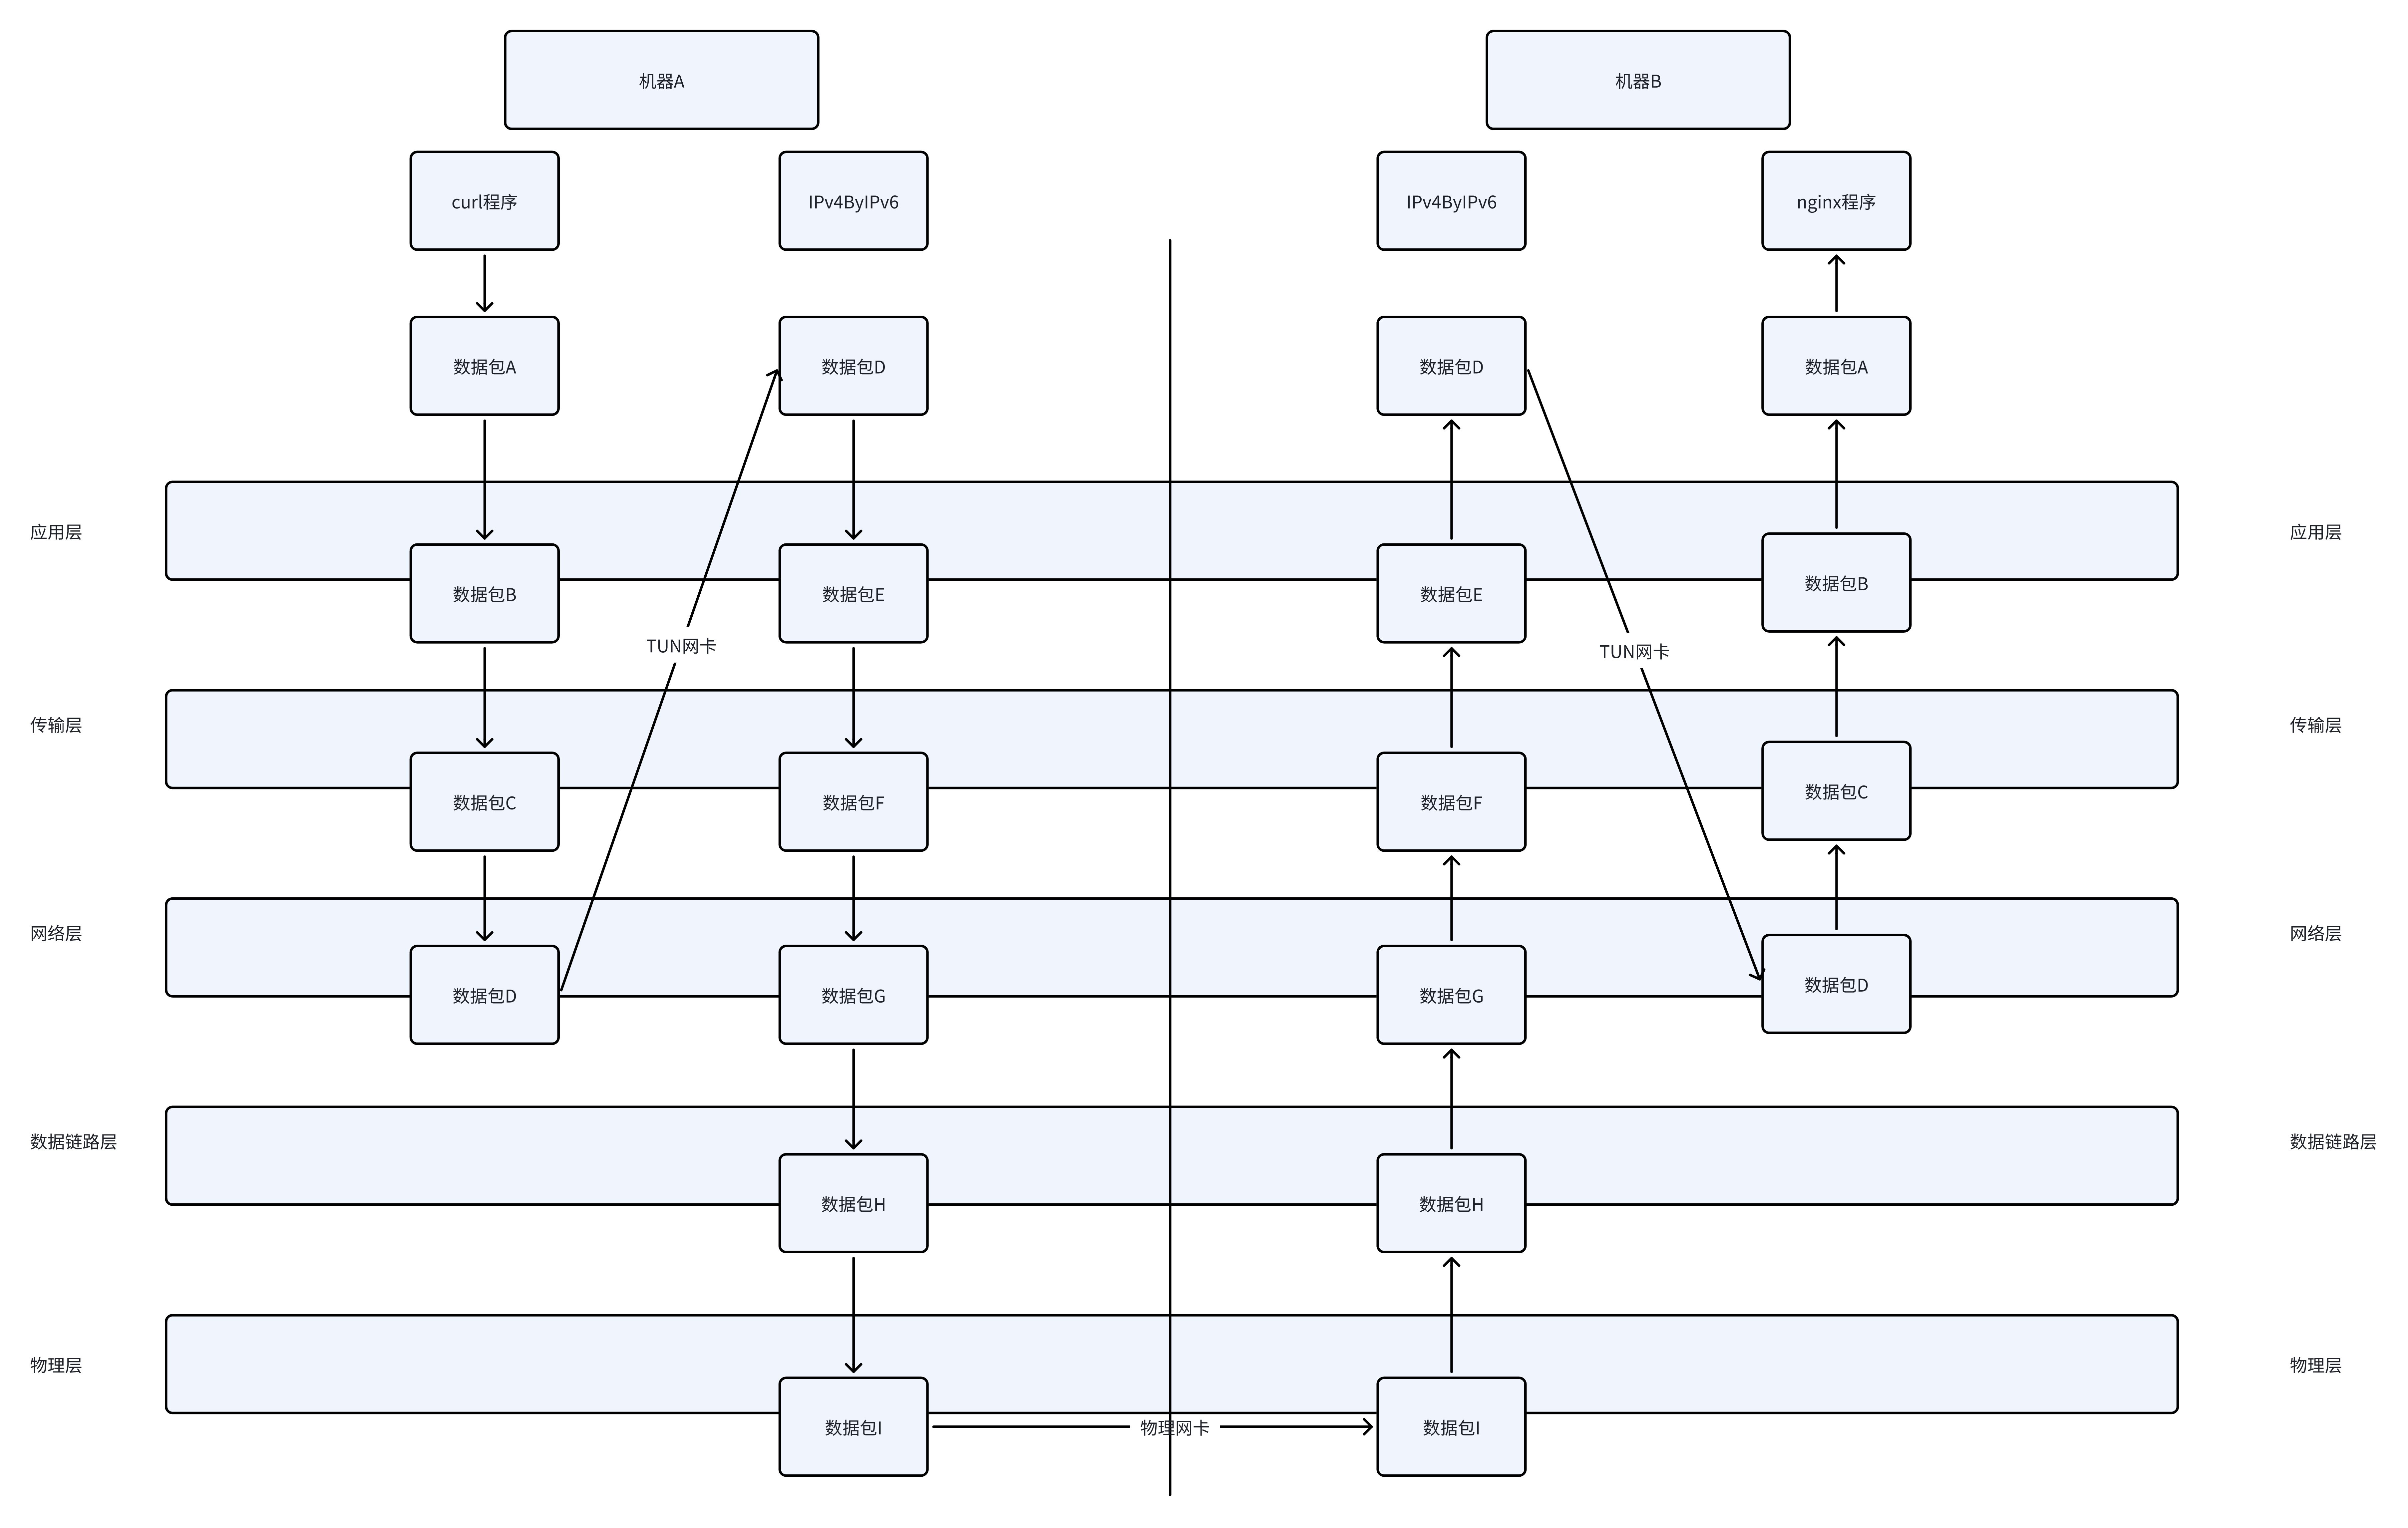 机器A
机器B
curl程序
IPv4ByIPv6
IPv4ByIPv6
nginx程序
数据包A
数据包D
数据包D
数据包A
应用层
应用层
数据包B
数据包E
数据包E
数据包B
TUN网卡
TUN网卡
传输层
传输层
数据包C
数据包F
数据包F
数据包C
网络层
网络层
数据包D
数据包G
数据包G
数据包D
数据链路层
数据链路层
数据包H
数据包H
物理层
物理层
数据包I
物理网卡
数据包I